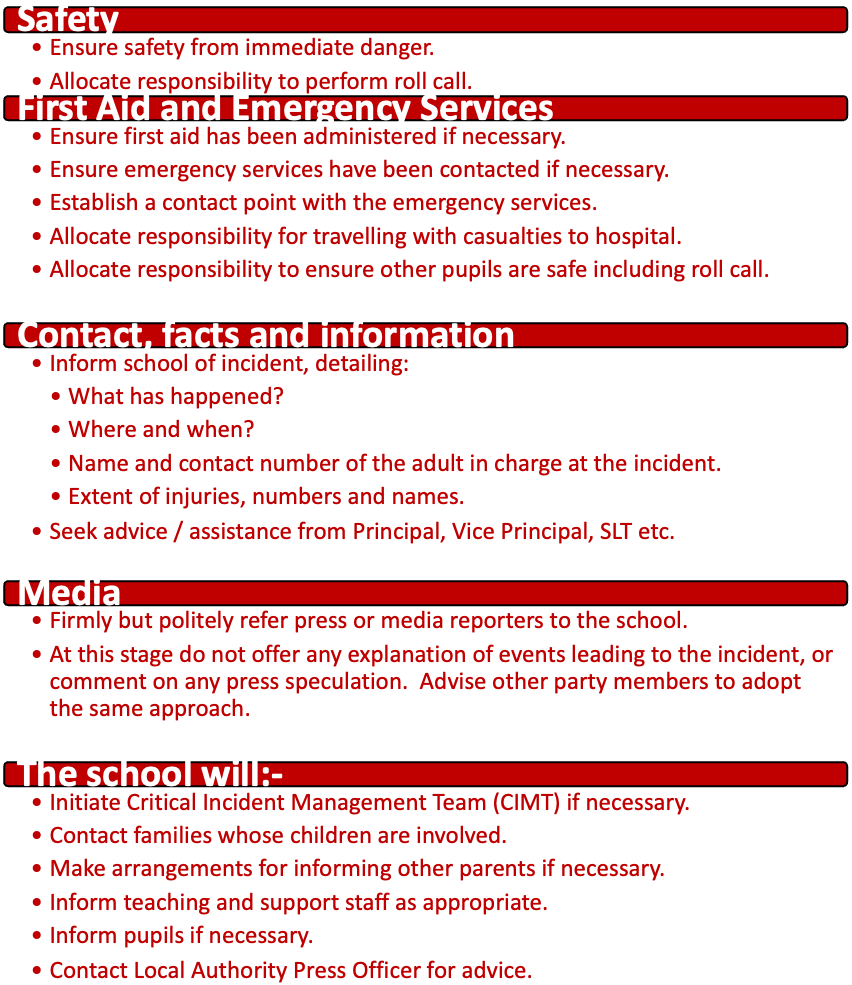 Safety
• Ensure safety from immediate danger.
• Allocate responsibility to perform roll call.
First Aid and Emergency Services
• Ensure first aid has been administered if necessary.
• Ensure emergency services have been contacted if necessary.
• Establish a contact point with the emergency services.
• Allocate responsibility for travelling with casualties to hospital.
• Allocate responsibility to ensure other pupils are safe including roll call.
Contact, facts and information
• Inform school of incident, detailing:
• What has happened?
• Where and when?
• Name and contact number of the adult in charge at the incident.
• Extent of injuries, numbers and names.
• Seek advice / assistance from Principal, Vice Principal, SLT etc.
Media
• Firmly but politely refer press or media reporters to the school.
• At this stage do not offer any explanation of events leading to the incident, or
comment on any press speculation.  Advise other party members to adopt
the same approach.
The school will:-
• Initiate Critical Incident Management Team (CIMT) if necessary.
• Contact families whose children are involved.
• Make arrangements for informing other parents if necessary.
• Inform teaching and support staff as appropriate.
• Inform pupils if necessary.
• Contact Local Authority Press Officer for advice.